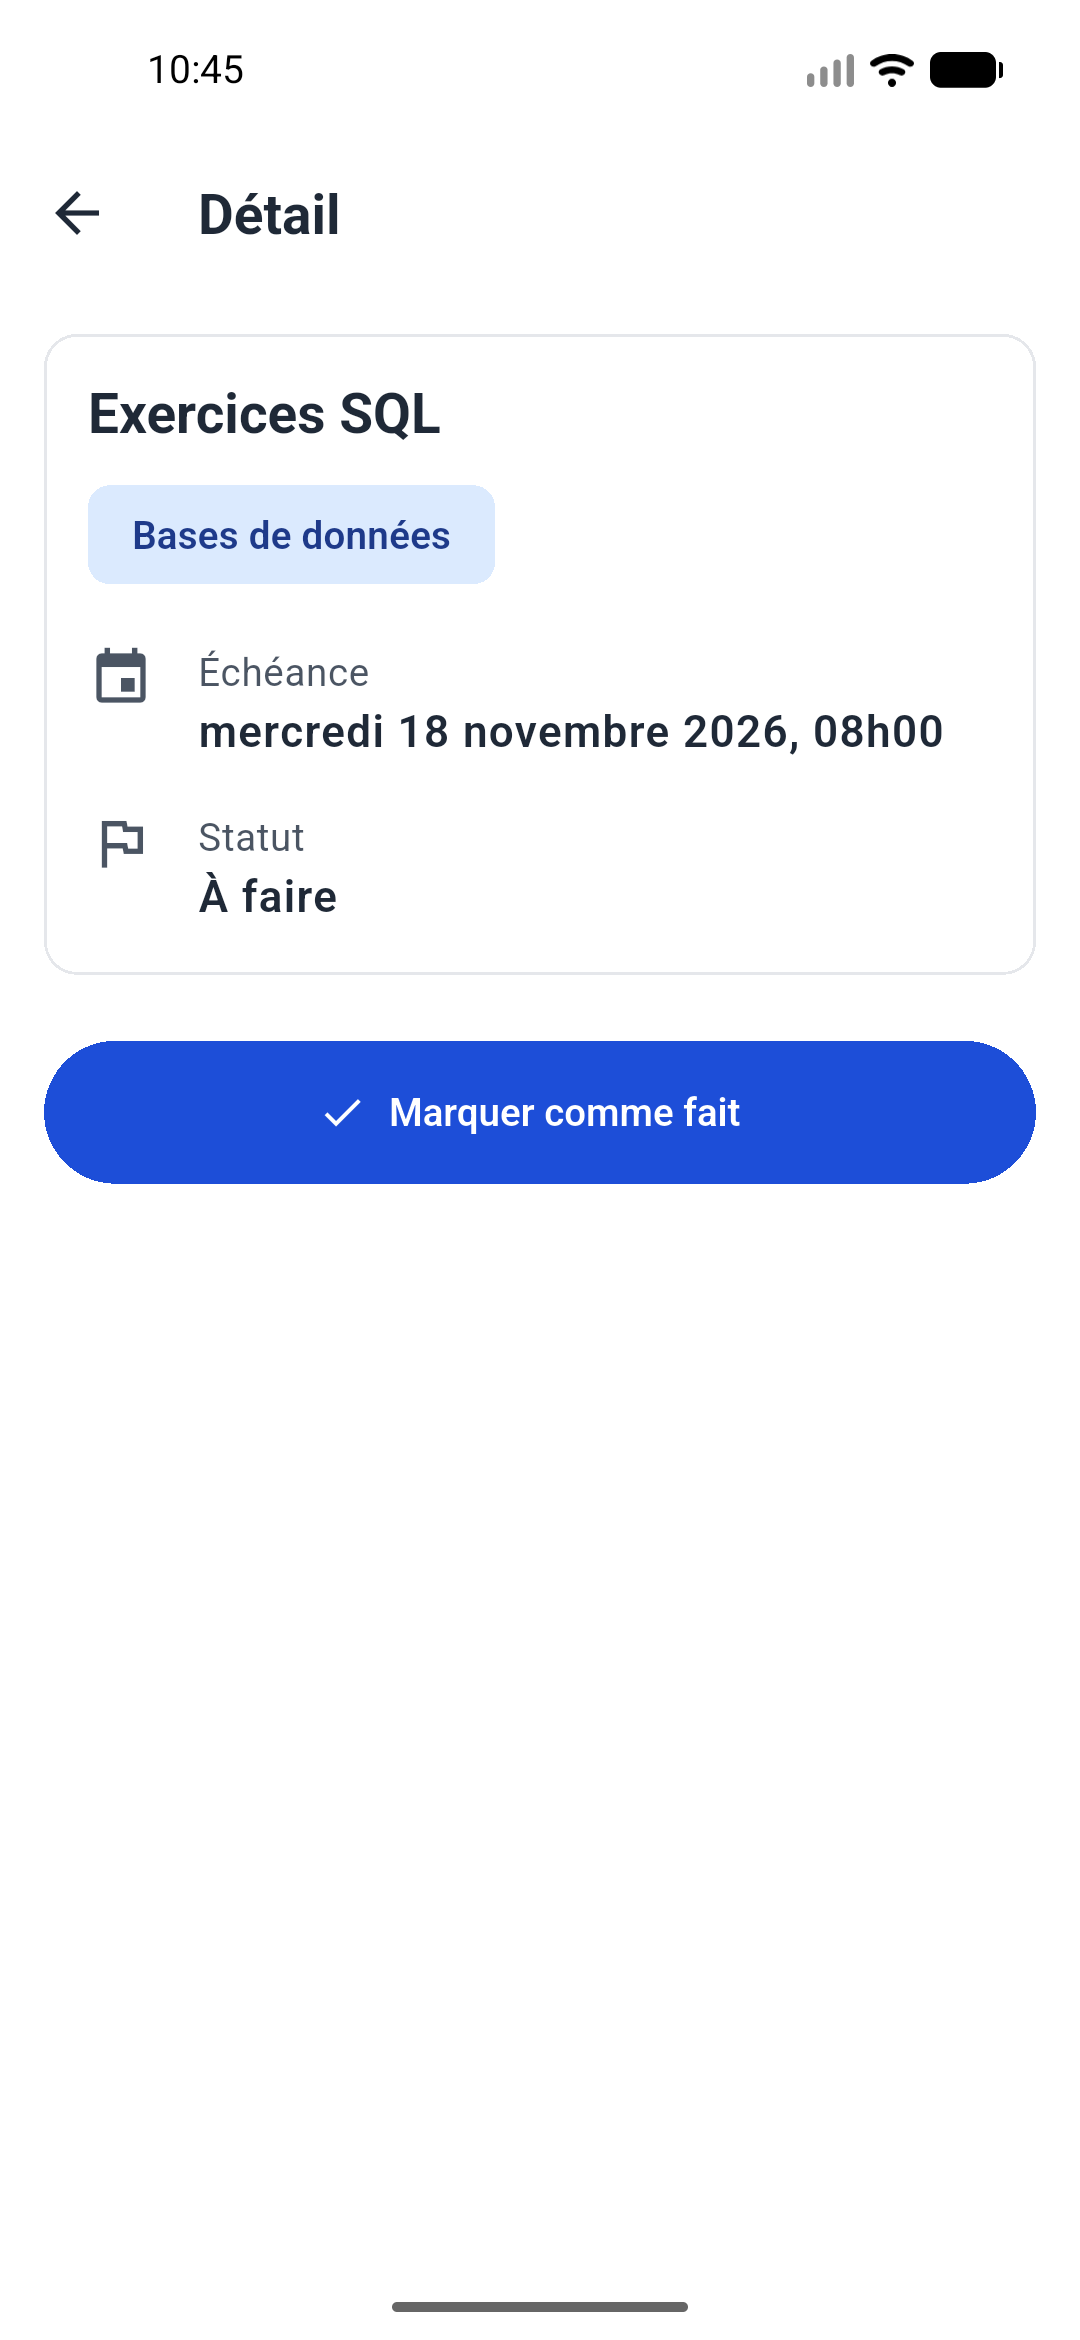 10:45
Détail
Exercices SQL
Bases de données
Échéance
mercredi 18 novembre 2026, 08h00
Statut
À faire
Marquer comme fait